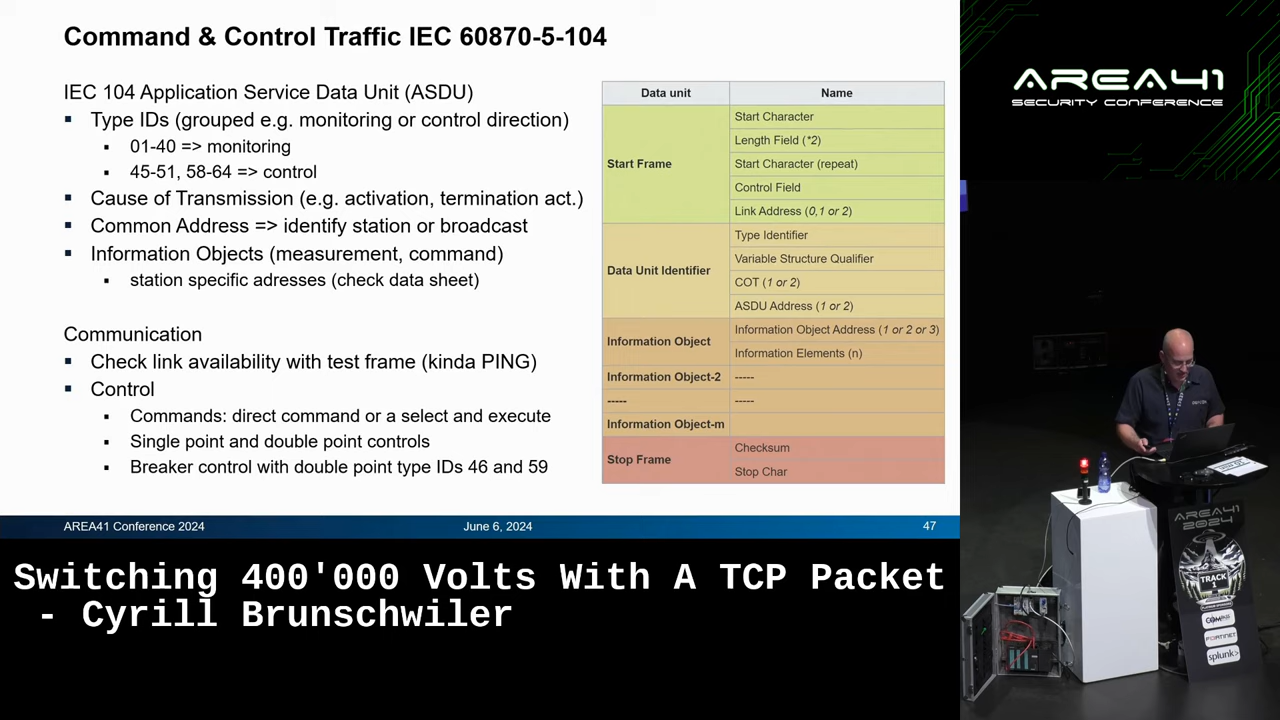 Command & Control Traffic IEC 60870-5-104
IEC 104 Application Service Data Unit (ASDU)
▪ Type IDs (grouped e.g. monitoring or control direction)
▪ 01-40 => monitoring
▪ 45-51, 58-64 => control
▪ Cause of Transmission (e.g. activation, termination act.)
▪ Common Address => identify station or broadcast
▪ Information Objects (measurement, command)
▪ station specific adresses (check data sheet)
Communication
▪ Check link availability with test frame (kinda PING)
▪ Control
▪ Commands: direct command or a select and execute
▪ Single point and double point controls
▪ Breaker control with double point type IDs 46 and 59
Data unit Name
Start Frame
Start Character
Length Field (*2)
Start Character (repeat)
Control Field
Link Address (0,1 or 2)
Data Unit Identifier
Type Identifier
Variable Structure Qualifier
COT (1 or 2)
ASDU Address (1 or 2)
Information Object
Information Object Address (1 or 2 or 3)
Information Elements (n)
Information Object-2 -----
----- -----
Information Object-m
Stop Frame
Checksum
Stop Char
AREA41 Conference 2024 June 6, 2024 47
Switching 400'000 Volts With A TCP Packet
- Cyrill Brunschwiler
AREA41
SECURITY CONFERENCE
AREA41
2024
TRACK
1
COMPASS
FORTINET
splunk>